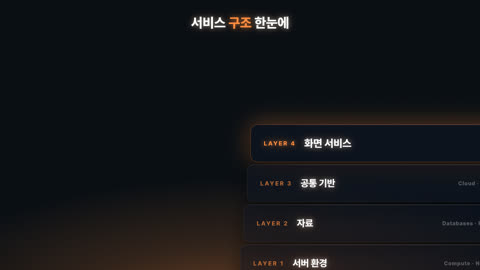 서비스 구조 한눈에
LAYER 4 화면 서비스
LAYER 3 공통 기반 Cloud ·
LAYER 2 자료 Databases ·
LAYER 1 서버 환경 Compute ·